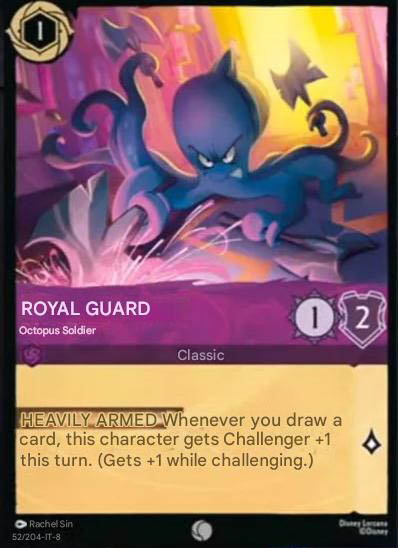 1
ROYAL GUARD
Octopus Soldier
1 2
Classic
HEAVILY ARMED Whenever you draw a
card, this character gets Challenger +1
this turn. (Gets +1 while challenging.)
Rachel Sin
52/204-IT-8
Disney Lorcana
©Disney